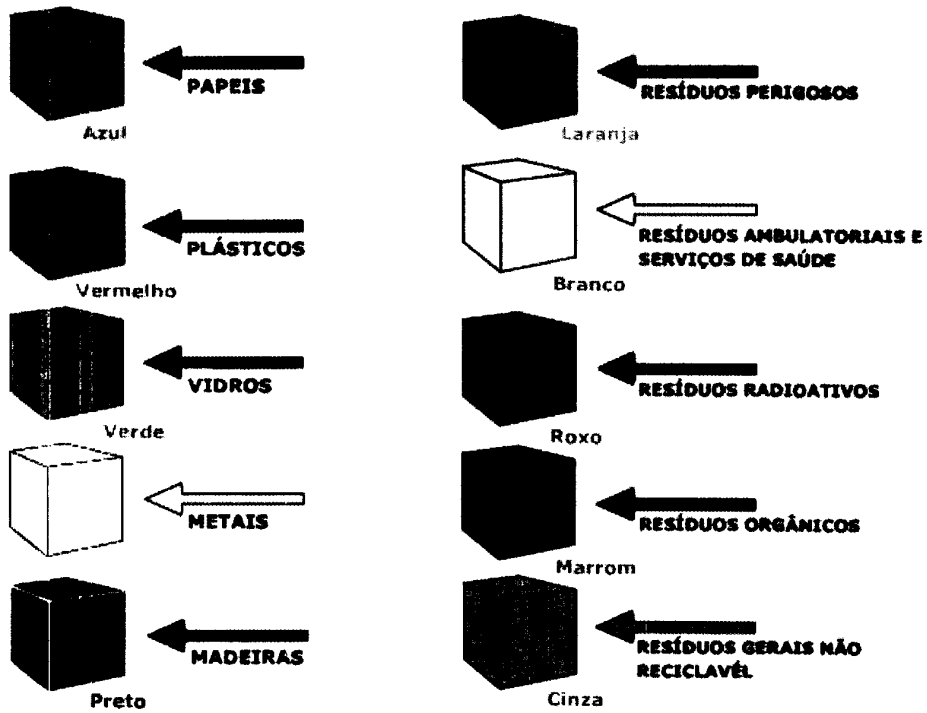 PAPEIS
Azul
PLÁSTICOS
Vermelho
VIDROS
Verde
METAIS
MADEIRAS
Preto
RESÍDUOS PERIGOSOS
Laranja
RESÍDUOS AMBULATORIAIS E
SERVIÇOS DE SAÚDE
Branco
RESÍDUOS RADIOATIVOS
Roxo
RESÍDUOS ORGÂNICOS
Marrom
RESÍDUOS GERAIS NÃO
RECICLAVÉL
Cinza